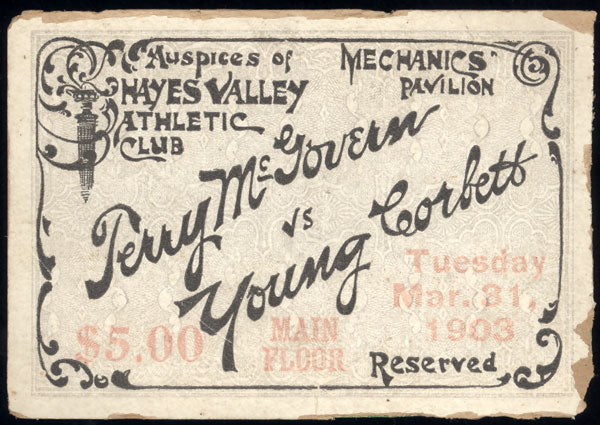 Auspices of
HAYES VALLEY
ATHLETIC
CLUB
MECHANICS'
PAVILION
Terry McGovern
vs
Young Corbett
Tuesday
Mar. 31,
1903
$5.00
MAIN
FLOOR
Reserved